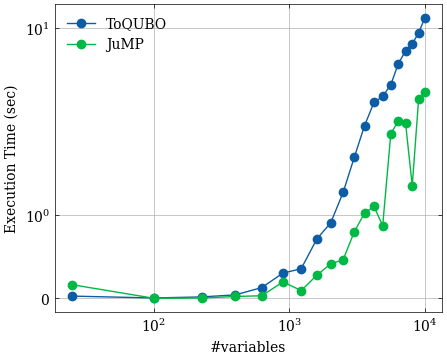 ToQUBO
JuMP
10¹
10⁰
0
Execution Time (sec)
10² 10³ 10⁴
#variables